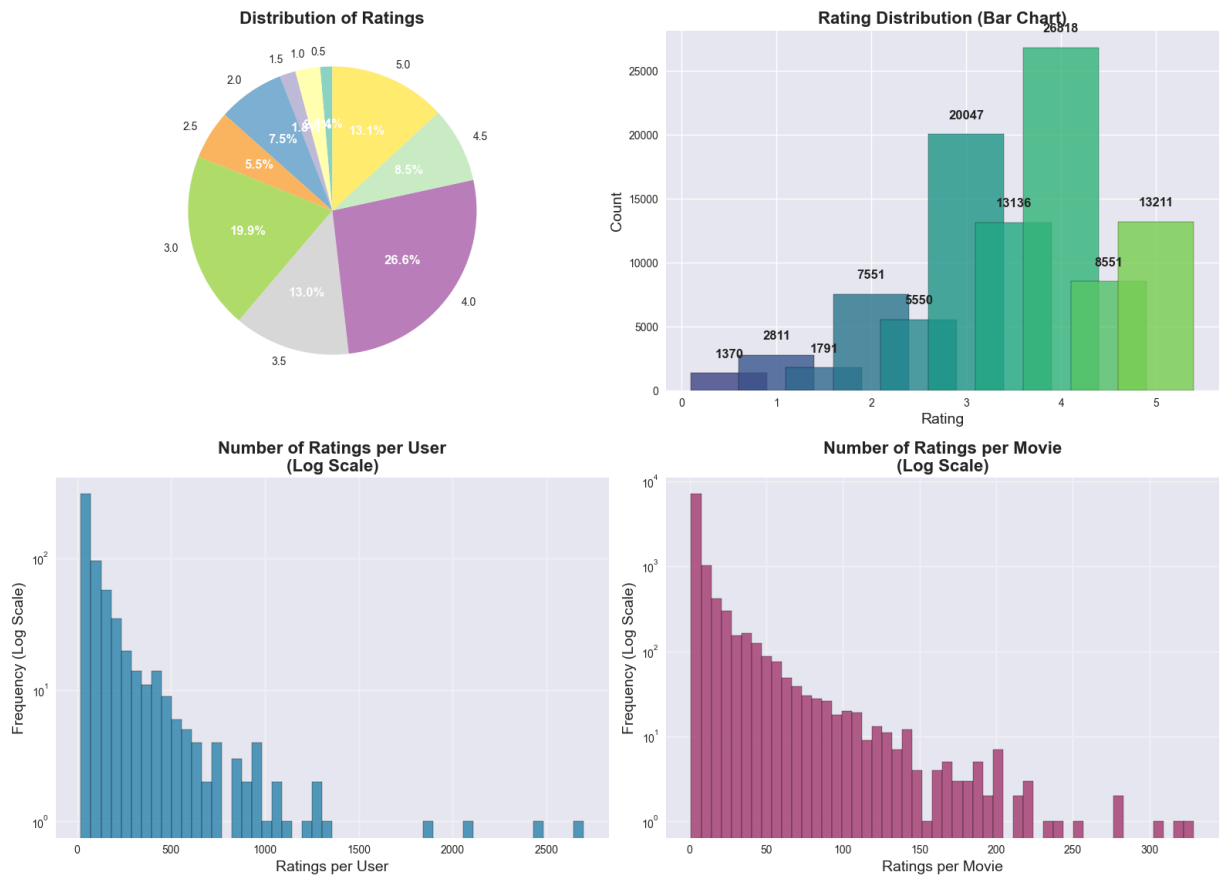 Distribution of Ratings
0.5
1.0
1.5
2.0
2.5
3.0
3.5
4.0
4.5
5.0
7.5%
13.1%
5.5%
8.5%
19.9%
26.6%
13.0%
Rating Distribution (Bar Chart)
Count
25000
20000
15000
10000
5000
0
26818
20047
13136
13211
8551
7551
5550
2811
1791
1370
0 1 2 3 4 5
Rating
Number of Ratings per User
(Log Scale)
Frequency (Log Scale)
10²
10¹
10⁰
0 500 1000 1500 2000 2500
Ratings per User
Number of Ratings per Movie
(Log Scale)
Frequency (Log Scale)
10⁴
10³
10²
10¹
10⁰
0 50 100 150 200 250 300
Ratings per Movie